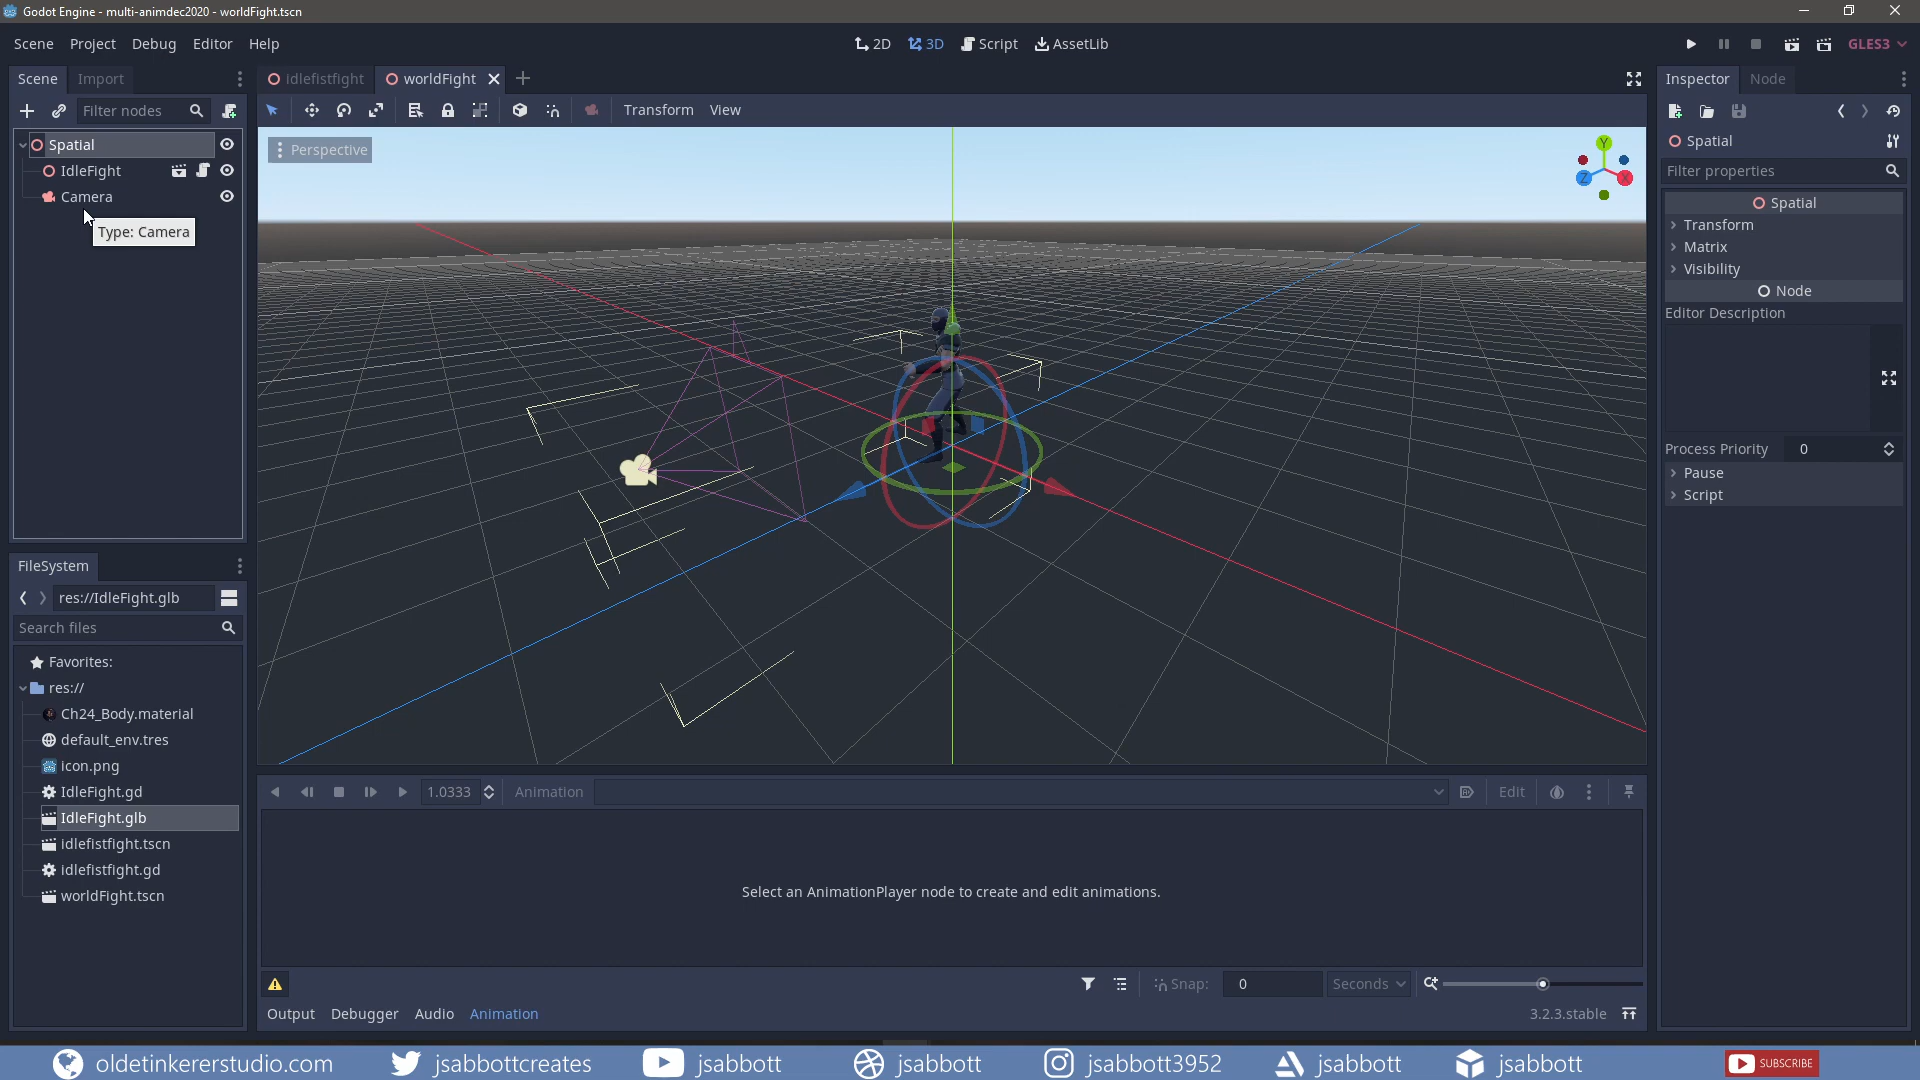 Godot Engine - multi-animdec2020 - worldFight.tscn
Scene Project Debug Editor Help
2D 3D Script AssetLib
GLES3
Scene Import
idlefistfight worldFight
Inspector Node
Filter nodes
Transform View
Spatial
Spatial
IdleFight
Camera
Type: Camera
Perspective
Y
Z
X
Filter properties
Spatial
Transform
Matrix
Visibility
Node
Editor Description
Process Priority 0
Pause
Script
FileSystem
res://IdleFight.glb
Search files
Favorites:
res://
Ch24_Body.material
default_env.tres
icon.png
IdleFight.gd
IdleFight.glb
idlefistfight.tscn
idlefistfight.gd
worldFight.tscn
1.0333 Animation Edit
Select an AnimationPlayer node to create and edit animations.
Snap: 0 Seconds
Output Debugger Audio Animation
3.2.3.stable
oldetinkererstudio.com jsabbottcreates jsabbott jsabbott jsabbott3952 jsabbott jsabbott SUBSCRIBE